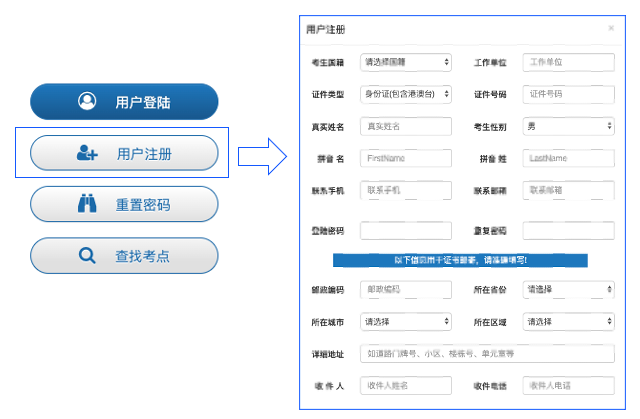 用户登陆
用户注册
重置密码
查找考点
用户注册 ×
考生国籍 请选择国籍 工作单位 工作单位
证件类型 身份证(包含港澳台) 证件号码 证件号码
真实姓名 真实姓名 考生性别 男
拼音 名 FirstName 拼音 姓 LastName
联系手机 联系手机 联系邮箱 联系邮箱
登陆密码 重复密码
以下信息用于证书邮寄，请准确填写!
邮政编码 邮政编码 所在省份 请选择
所在城市 请选择 所在区域 请选择
详细地址 如道路门牌号、小区、楼栋号、单元室等
收 件 人 收件人姓名 收件电话 收件人电话